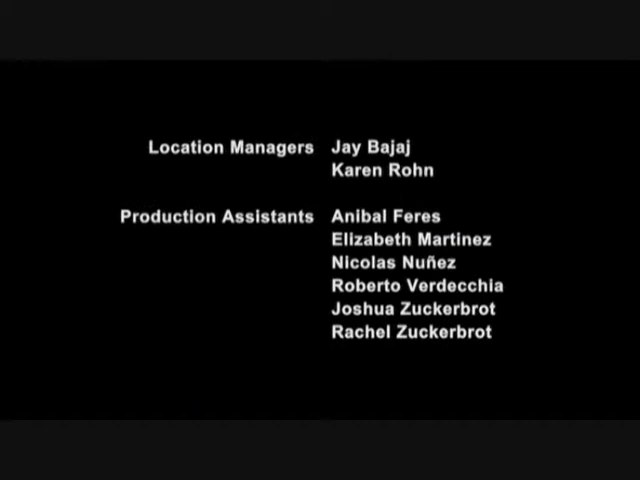 Location Managers Jay Bajaj
Karen Rohn
Production Assistants Anibal Feres
Elizabeth Martinez
Nicolas Nuñez
Roberto Verdecchia
Joshua Zuckerbrot
Rachel Zuckerbrot